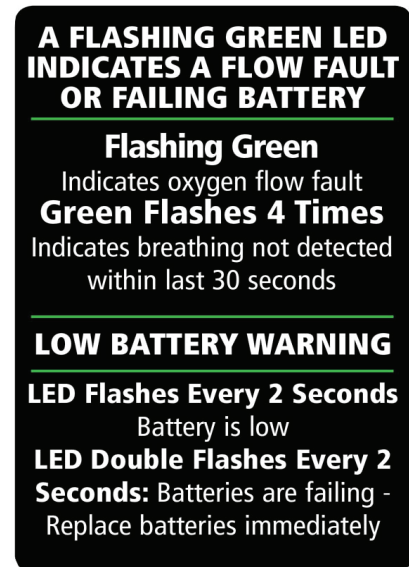 A FLASHING GREEN LED
INDICATES A FLOW FAULT
OR FAILING BATTERY
Flashing Green
Indicates oxygen flow fault
Green Flashes 4 Times
Indicates breathing not detected
within last 30 seconds
LOW BATTERY WARNING
LED Flashes Every 2 Seconds
Battery is low
LED Double Flashes Every 2
Seconds: Batteries are failing -
Replace batteries immediately